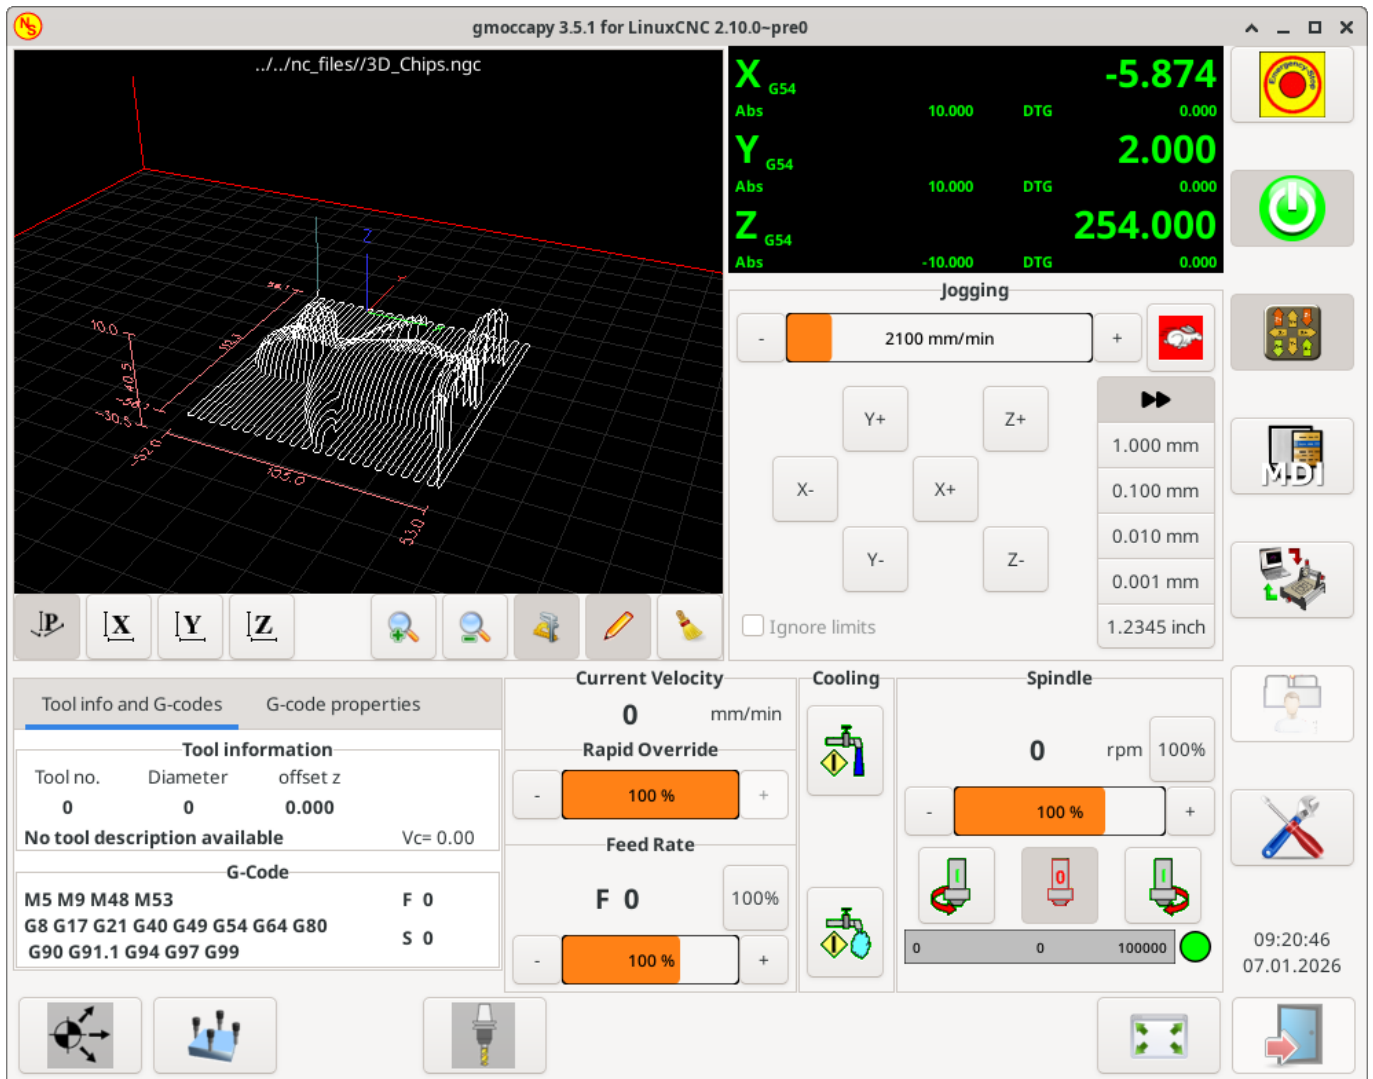 gmoccapy 3.5.1 for LinuxCNC 2.10.0~pre0
../../nc_files//3D_Chips.ngc
X G54 -5.874
Abs 10.000 DTG 0.000
Y G54 2.000
Abs 10.000 DTG 0.000
Z G54 254.000
Abs -10.000 DTG 0.000
Emergency-Stop
Z
10.0
40.5
-30.5
-52.0
105.0
53.0
Jogging
- 2100 mm/min +
Y+ Z+
X- X+
Y- Z-
1.000 mm
0.100 mm
0.010 mm
0.001 mm
1.2345 inch
Ignore limits
MDI
P X Y Z
Tool info and G-codes G-code properties
Tool information
Tool no. Diameter offset z
0 0 0.000
No tool description available Vc= 0.00
G-Code
M5 M9 M48 M53 F 0
G8 G17 G21 G40 G49 G54 G64 G80
G90 G91.1 G94 G97 G99
S 0
Current Velocity
0 mm/min
Rapid Override
- 100 % +
Feed Rate
F 0 100%
- 100 % +
Cooling
Spindle
0 rpm 100%
- 100 % +
0
0 0 100000
09:20:46
07.01.2026